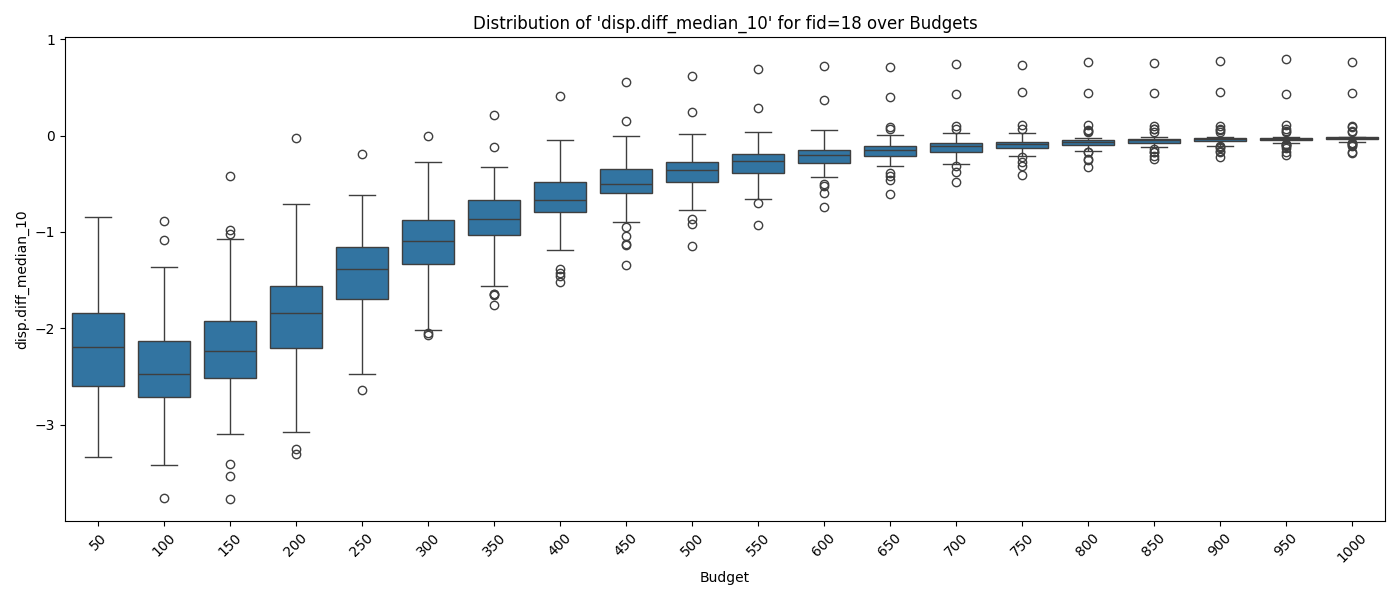 Distribution of 'disp.diff_median_10' for fid=18 over Budgets
disp.diff_median_10
1
0
−1
−2
−3
50 100 150 200 250 300 350 400 450 500 550 600 650 700 750 800 850 900 950 1000
Budget